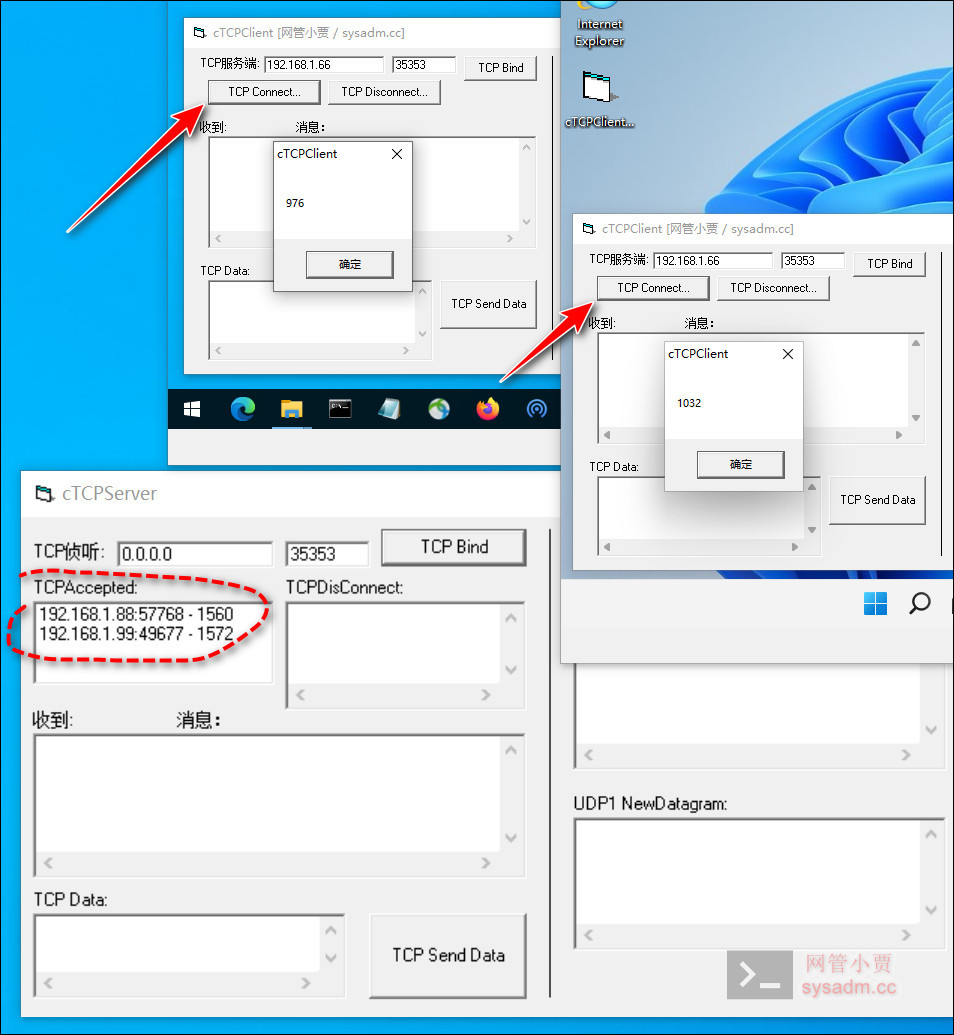 cTCPClient [网管小贾 / sysadm.cc]
TCP服务端: 192.168.1.66 35353 TCP Bind
TCP Connect... TCP Disconnect...
收到: 消息：
cTCPClient
976
确定
TCP Data:
TCP Send Data
Internet
Explorer
cTCPClient...
cTCPClient [网管小贾 / sysadm.cc]
TCP服务端: 192.168.1.66 35353 TCP Bind
TCP Connect... TCP Disconnect...
收到: 消息：
cTCPClient
1032
确定
TCP Data:
TCP Send Data
cTCPServer
TCP侦听: 0.0.0.0 35353 TCP Bind
TCPAccepted: TCPDisConnect:
192.168.1.88:57768 - 1560
192.168.1.99:49677 - 1572
收到: 消息：
TCP Data:
TCP Send Data
UDP1 NewDatagram:
网管小贾
sysadm.cc